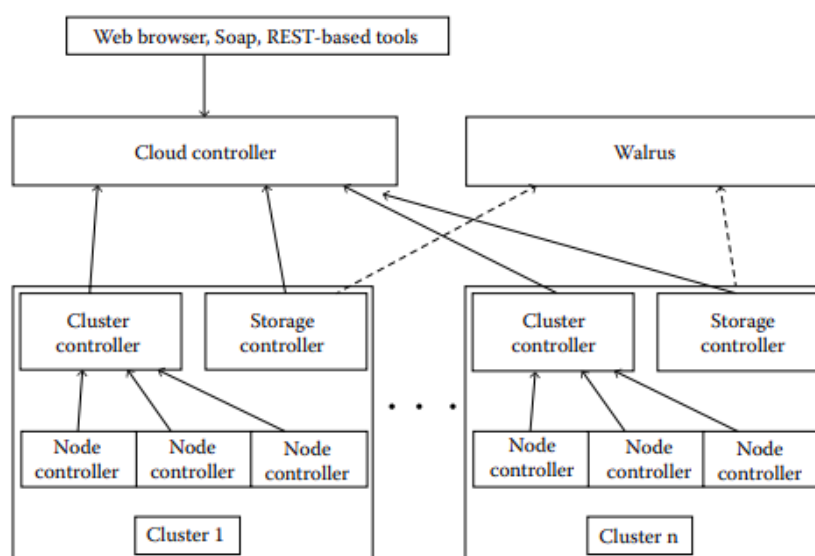 Web browser, Soap, REST-based tools
Cloud controller
Walrus
Cluster
controller
Storage
controller
Cluster
controller
Storage
controller
Node
controller
Node
controller
Node
controller
Node
controller
Node
controller
Node
controller
Cluster 1
Cluster n